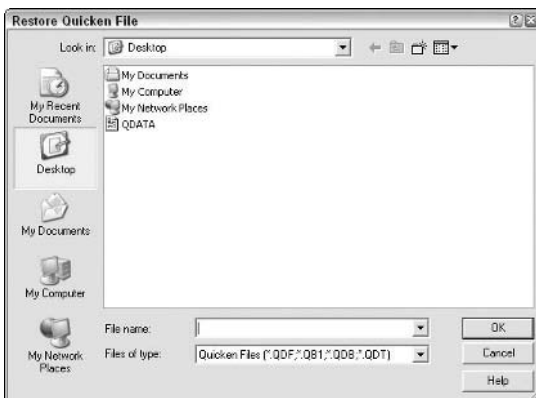 Restore Quicken File
Look in: Desktop
My Recent
Documents
Desktop
My Documents
My Computer
My Network
Places
My Documents
My Computer
My Network Places
QDATA
File name:
Files of type: Quicken Files (*.QDF;*.QB1;*.QDB;*.QDT)
OK
Cancel
Help